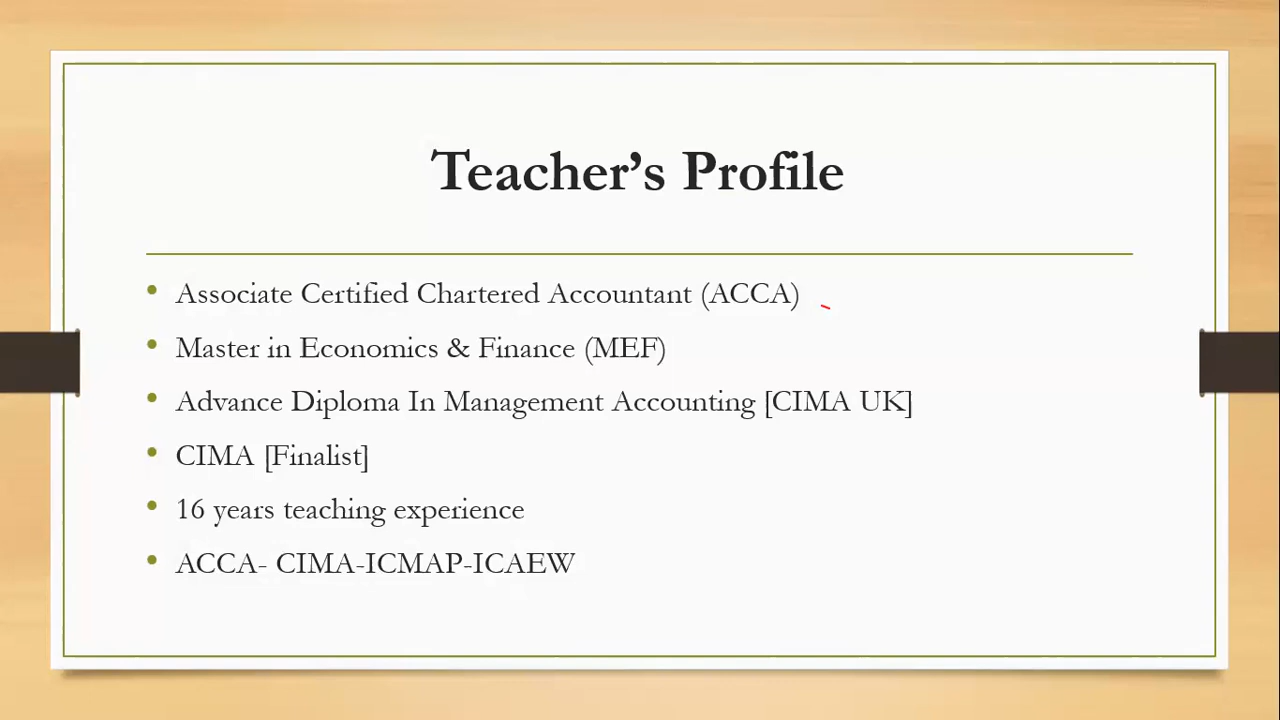 Teacher’s Profile
• Associate Certified Chartered Accountant (ACCA)
• Master in Economics & Finance (MEF)
• Advance Diploma In Management Accounting [CIMA UK]
• CIMA [Finalist]
• 16 years teaching experience
• ACCA- CIMA-ICMAP-ICAEW